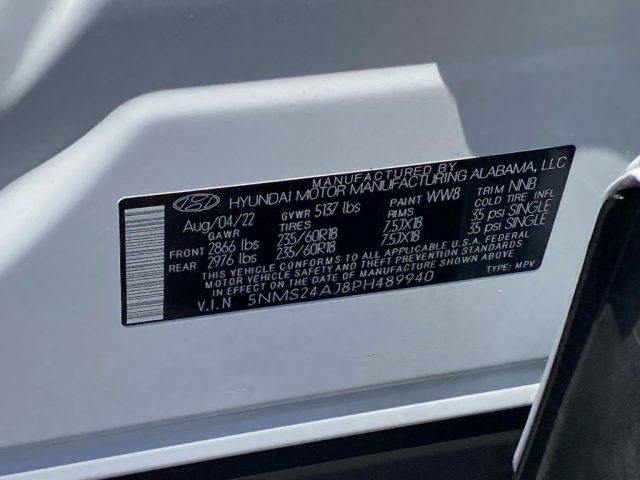 MANUFACTURED BY
HYUNDAI MOTOR MANUFACTURING ALABAMA, LLC
Aug/04/22 GVWR 5137 lbs PAINT WW8 TRIM NNB
GAWR TIRES RIMS COLD TIRE INFL
FRONT 2866 lbs 235/60R18 7.5JX18 35 psi SINGLE
REAR 2976 lbs 235/60R18 7.5JX18 35 psi SINGLE
THIS VEHICLE CONFORMS TO ALL APPLICABLE U.S.A. FEDERAL
MOTOR VEHICLE SAFETY AND THEFT PREVENTION STANDARDS
IN EFFECT ON THE DATE OF MANUFACTURE SHOWN ABOVE
V.I.N 5NMS24AJ8PH489940 TYPE: MPV